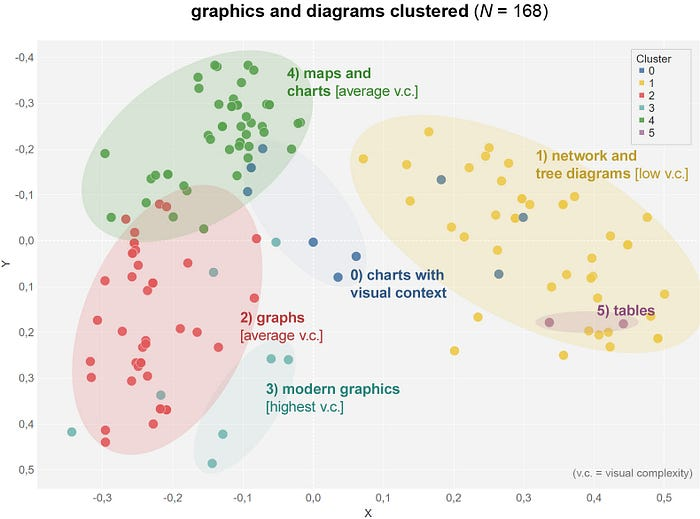 graphics and diagrams clustered (N = 168)
-0,4
-0,3
-0,2
-0,1
0,0
0,1
0,2
0,3
0,4
0,5
Y
4) maps and
charts [average v.c.]
Cluster
0
1
2
3
4
5
1) network and
tree diagrams [low v.c.]
0) charts with
visual context
5) tables
2) graphs
[average v.c.]
3) modern graphics
[highest v.c.]
(v.c. = visual complexity)
-0,3
-0,2
-0,1
0,0
0,1
0,2
0,3
0,4
0,5
X